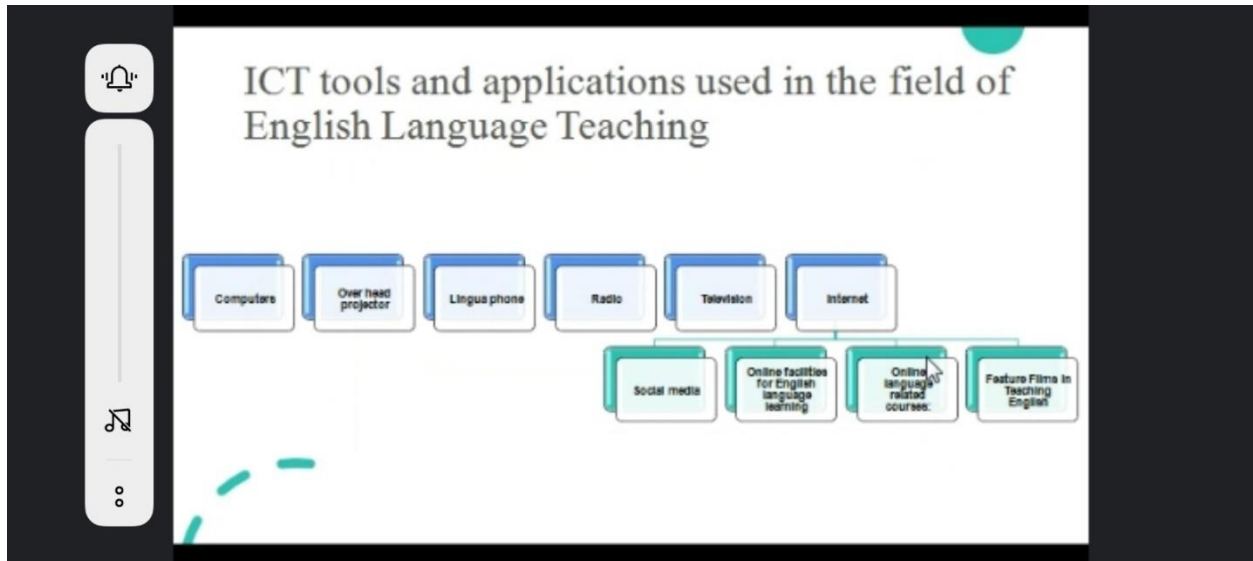 ICT tools and applications used in the field of
English Language Teaching
Computers
Over head
projector
Lingua phone
Radio
Television
Internet
Social media
Online facilities
for English
language
learning
Online
language
related
courses:
Feature Films in
Teaching
English